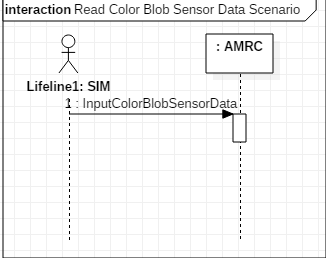 interaction Read Color Blob Sensor Data Scenario
: AMRC
Lifeline1: SIM
1 : InputColorBlobSensorData